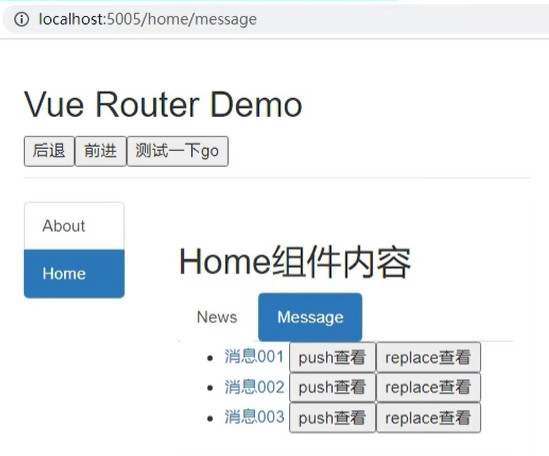 localhost:5005/home/message
Vue Router Demo
后退 前进 测试一下go
About
Home
Home组件内容
News Message
消息001 push查看 replace查看
消息002 push查看 replace查看
消息003 push查看 replace查看